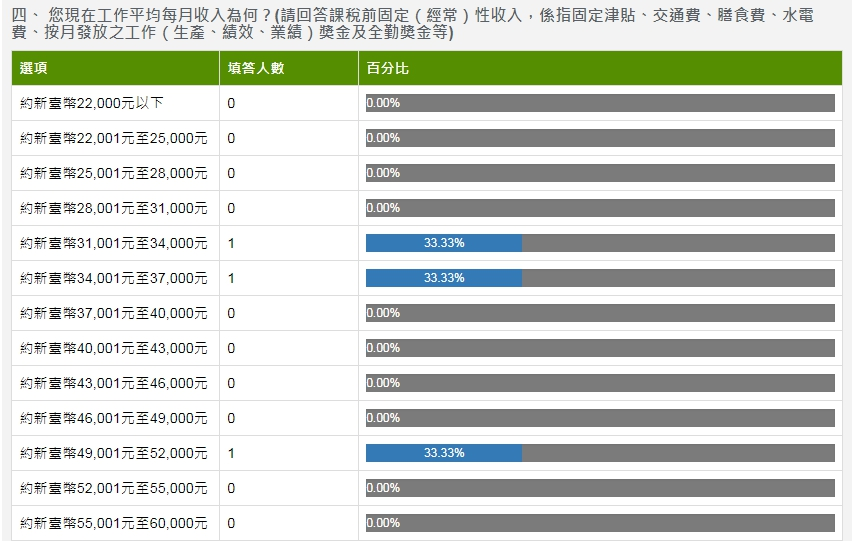 四、 您現在工作平均每月收入為何？(請回答課稅前固定（經常）性收入，係指固定津貼、交通費、膳食費、水電
費、按月發放之工作（生產、績效、業績）獎金及全勤獎金等)
選項 填答人數 百分比
約新臺幣22,000元以下 0 0.00%
約新臺幣22,001元至25,000元 0 0.00%
約新臺幣25,001元至28,000元 0 0.00%
約新臺幣28,001元至31,000元 0 0.00%
約新臺幣31,001元至34,000元 1 33.33%
約新臺幣34,001元至37,000元 1 33.33%
約新臺幣37,001元至40,000元 0 0.00%
約新臺幣40,001元至43,000元 0 0.00%
約新臺幣43,001元至46,000元 0 0.00%
約新臺幣46,001元至49,000元 0 0.00%
約新臺幣49,001元至52,000元 1 33.33%
約新臺幣52,001元至55,000元 0 0.00%
約新臺幣55,001元至60,000元 0 0.00%